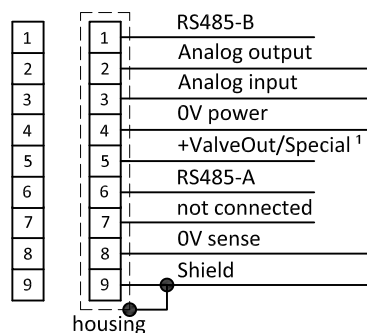 1 1 RS485-B
2 2 Analog output
3 3 Analog input
4 4 0V power
5 5 +ValveOut/Special ¹
6 6 RS485-A
7 7 not connected
8 8 0V sense
9 9 Shield
housing